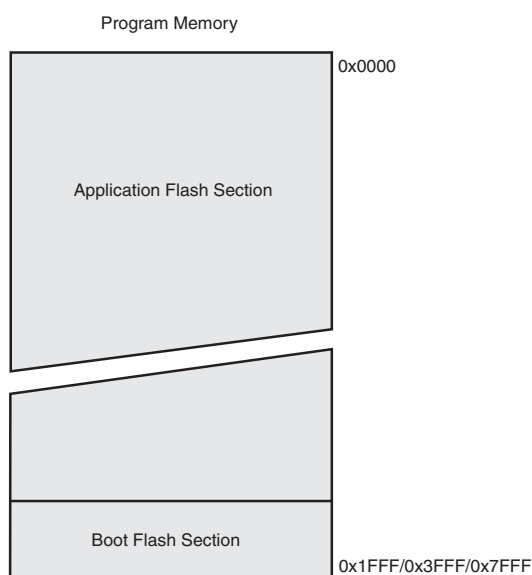 Program Memory
0x0000
Application Flash Section
Boot Flash Section
0x1FFF/0x3FFF/0x7FFF